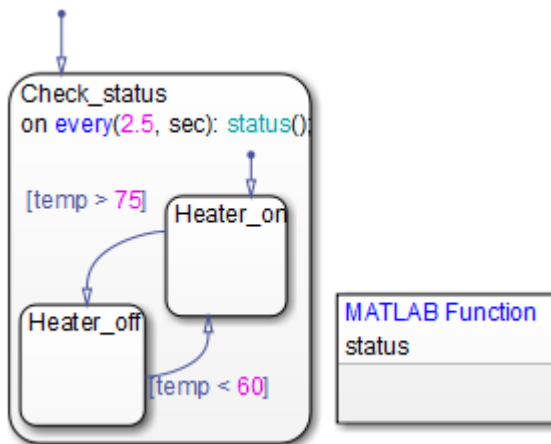 Check_status
on every(2.5, sec): status();
[temp > 75]
Heater_on
Heater_off
[temp < 60]
MATLAB Function
status